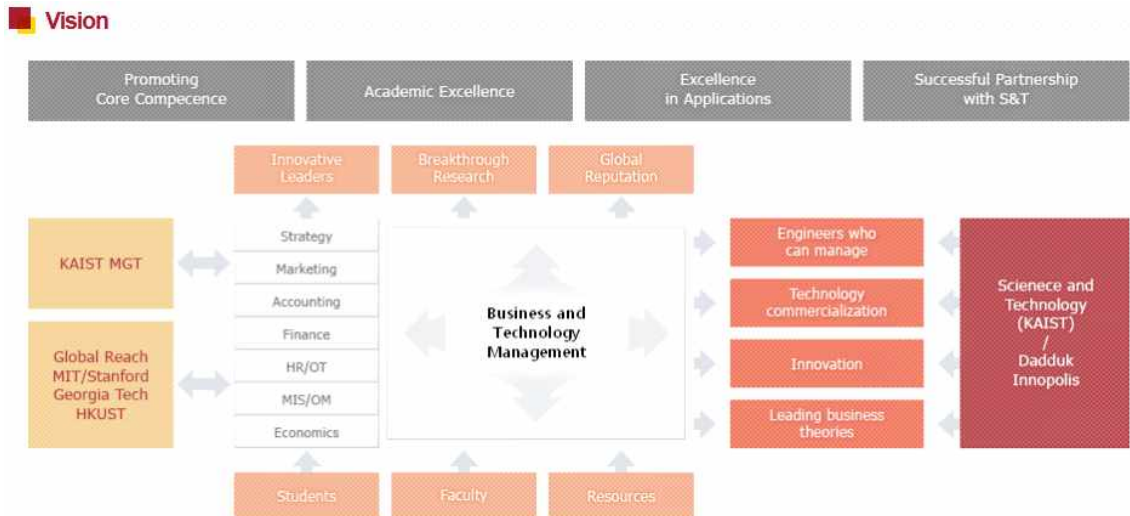 Vision
Promoting
Core Compecence
Academic Excellence
Excellence
in Applications
Successful Partnership
with S&T
Innovative
Leaders
Breakthrough
Research
Global
Reputation
KAIST MGT
Global Reach
MIT/Stanford
Georgia Tech
HKUST
Strategy
Marketing
Accounting
Finance
HR/OT
MIS/OM
Economics
Business and
Technology
Management
Engineers who
can manage
Technology
commercialization
Innovation
Leading business
theories
Scienece and
Technology
(KAIST)
/
Dadduk
Innopolis
Students
Faculty
Resources